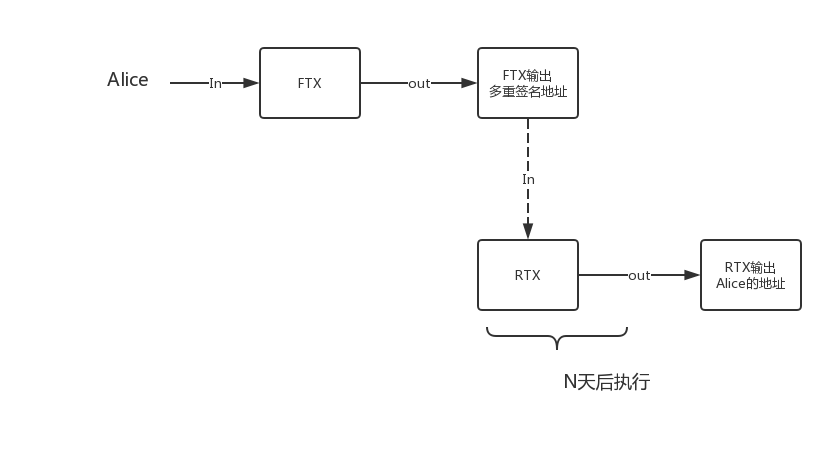 Alice
In
FTX
out
FTX输出
多重签名地址
In
RTX
out
RTX输出
Alice的地址
N天后执行